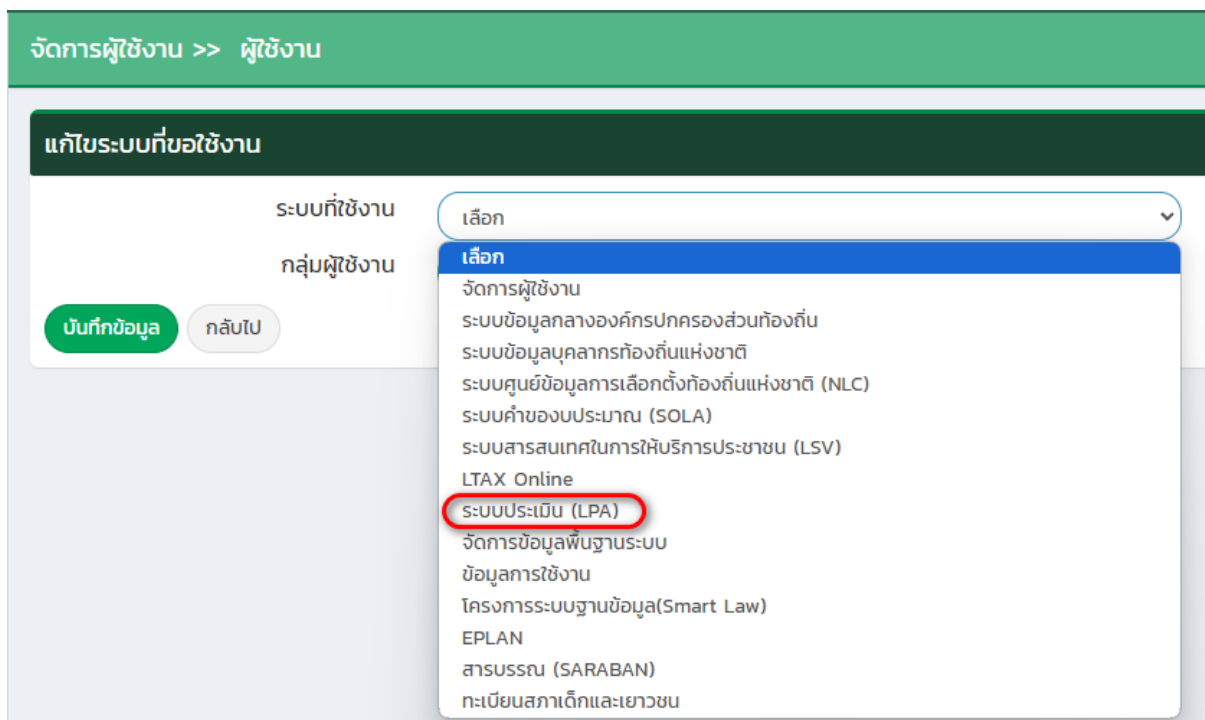 จัดการผู้ใช้งาน >> ผู้ใช้งาน
แก้ไขระบบที่ขอใช้งาน
ระบบที่ใช้งาน
เลือก
กลุ่มผู้ใช้งาน
เลือก
จัดการผู้ใช้งาน
ระบบข้อมูลกลางองค์กรปกครองส่วนท้องถิ่น
ระบบข้อมูลบุคลากรท้องถิ่นแห่งชาติ
ระบบศูนย์ข้อมูลการเลือกตั้งท้องถิ่นแห่งชาติ (NLC)
ระบบคำของบประมาณ (SOLA)
ระบบสารสนเทศในการให้บริการประชาชน (LSV)
LTAX Online
ระบบประเมิน (LPA)
จัดการข้อมูลพื้นฐานระบบ
ข้อมูลการใช้งาน
โครงการระบบฐานข้อมูล(Smart Law)
EPLAN
สารบรรณ (SARABAN)
ทะเบียนสภาเด็กและเยาวชน
บันทึกข้อมูล
กลับไป